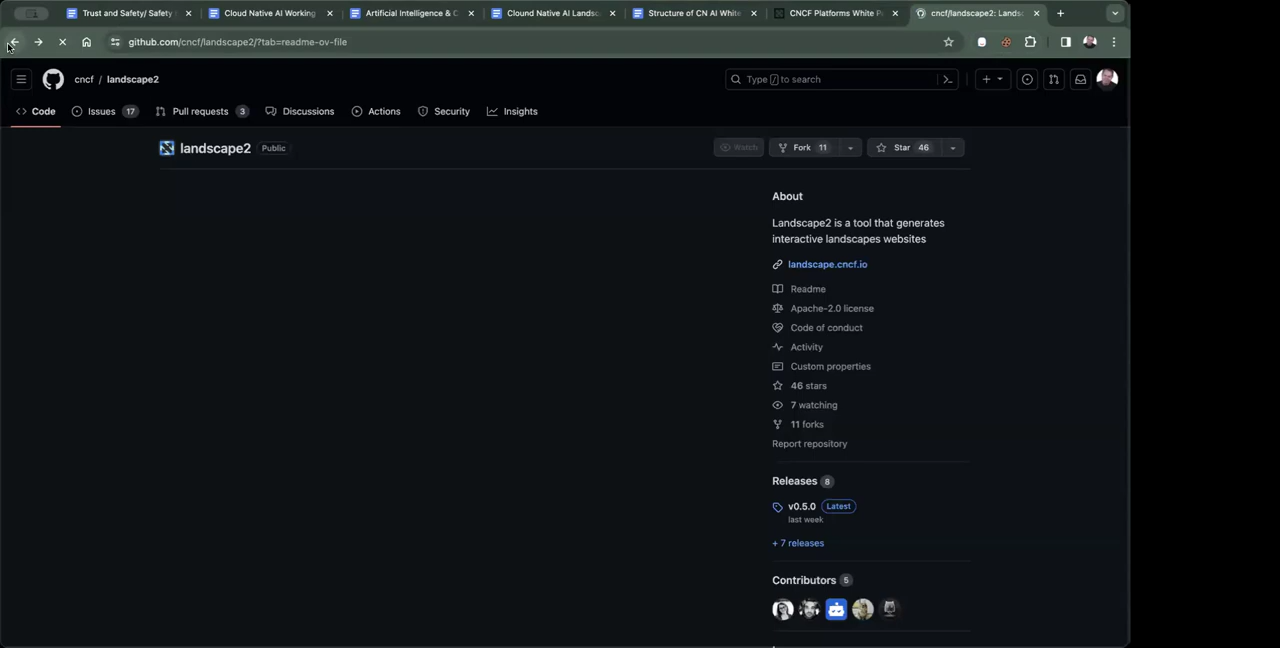 Trust and Safety/ Safety
Cloud Native AI Working
Artificial Intelligence & C
Clound Native AI Landsc
Structure of CN AI White
CNCF Platforms White P
cncf/landscape2: Landsc
github.com/cncf/landscape2/?tab=readme-ov-file
cncf / landscape2
Type / to search
Code
Issues 17
Pull requests 3
Discussions
Actions
Security
Insights
landscape2 Public
Watch
Fork 11
Star 46
About
Landscape2 is a tool that generates
interactive landscapes websites
landscape.cncf.io
Readme
Apache-2.0 license
Code of conduct
Activity
Custom properties
46 stars
7 watching
11 forks
Report repository
Releases 8
v0.5.0 Latest
last week
+ 7 releases
Contributors 5